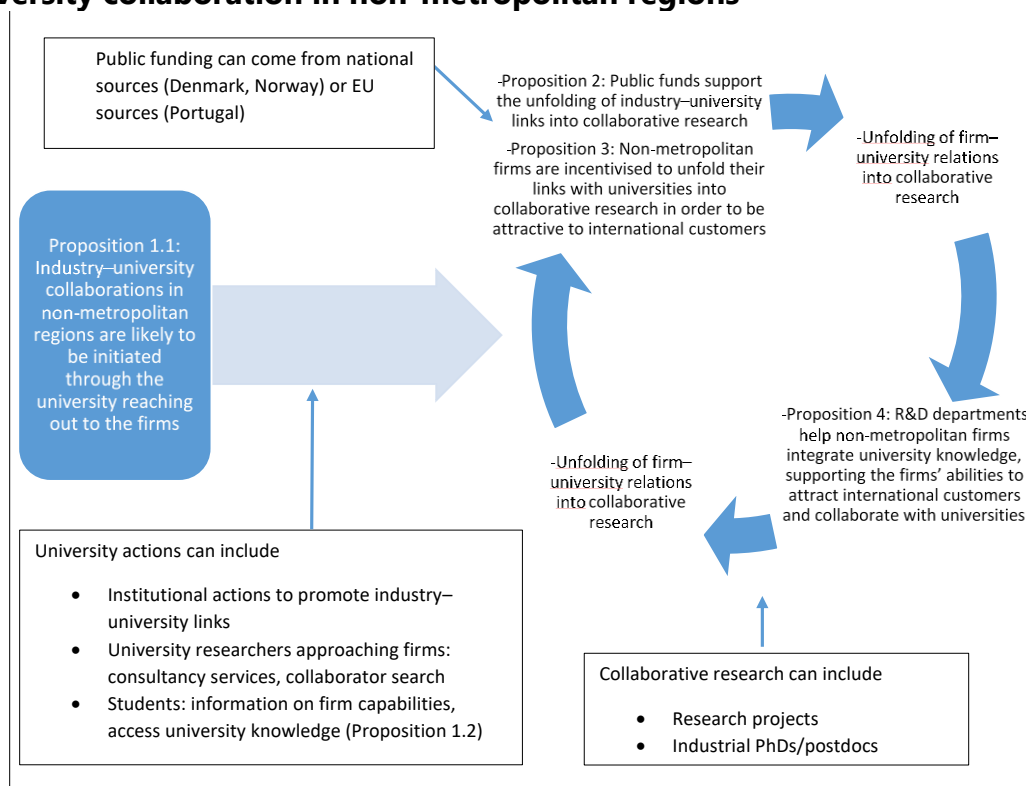 versity collaboration in non-metropolitan regions
Public funding can come from national
sources (Denmark, Norway) or EU
sources (Portugal)
-Proposition 2: Public funds support
the unfolding of industry–university
links into collaborative research
-Proposition 3: Non-metropolitan
firms are incentivised to unfold their
links with universities into
collaborative research in order to be
attractive to international customers
-Unfolding of firm–
university relations
into collaborative
research
Proposition 1.1:
Industry–university
collaborations in
non-metropolitan
regions are likely to
be initiated
through the
university reaching
out to the firms
-Proposition 4: R&D departments
help non-metropolitan firms
integrate university knowledge,
supporting the firms’ abilities to
attract international customers
and collaborate with universities
-Unfolding of firm–
university relations
into collaborative
research
University actions can include
• Institutional actions to promote industry–
university links
• University researchers approaching firms:
consultancy services, collaborator search
• Students: information on firm capabilities,
access university knowledge (Proposition 1.2)
Collaborative research can include
• Research projects
• Industrial PhDs/postdocs